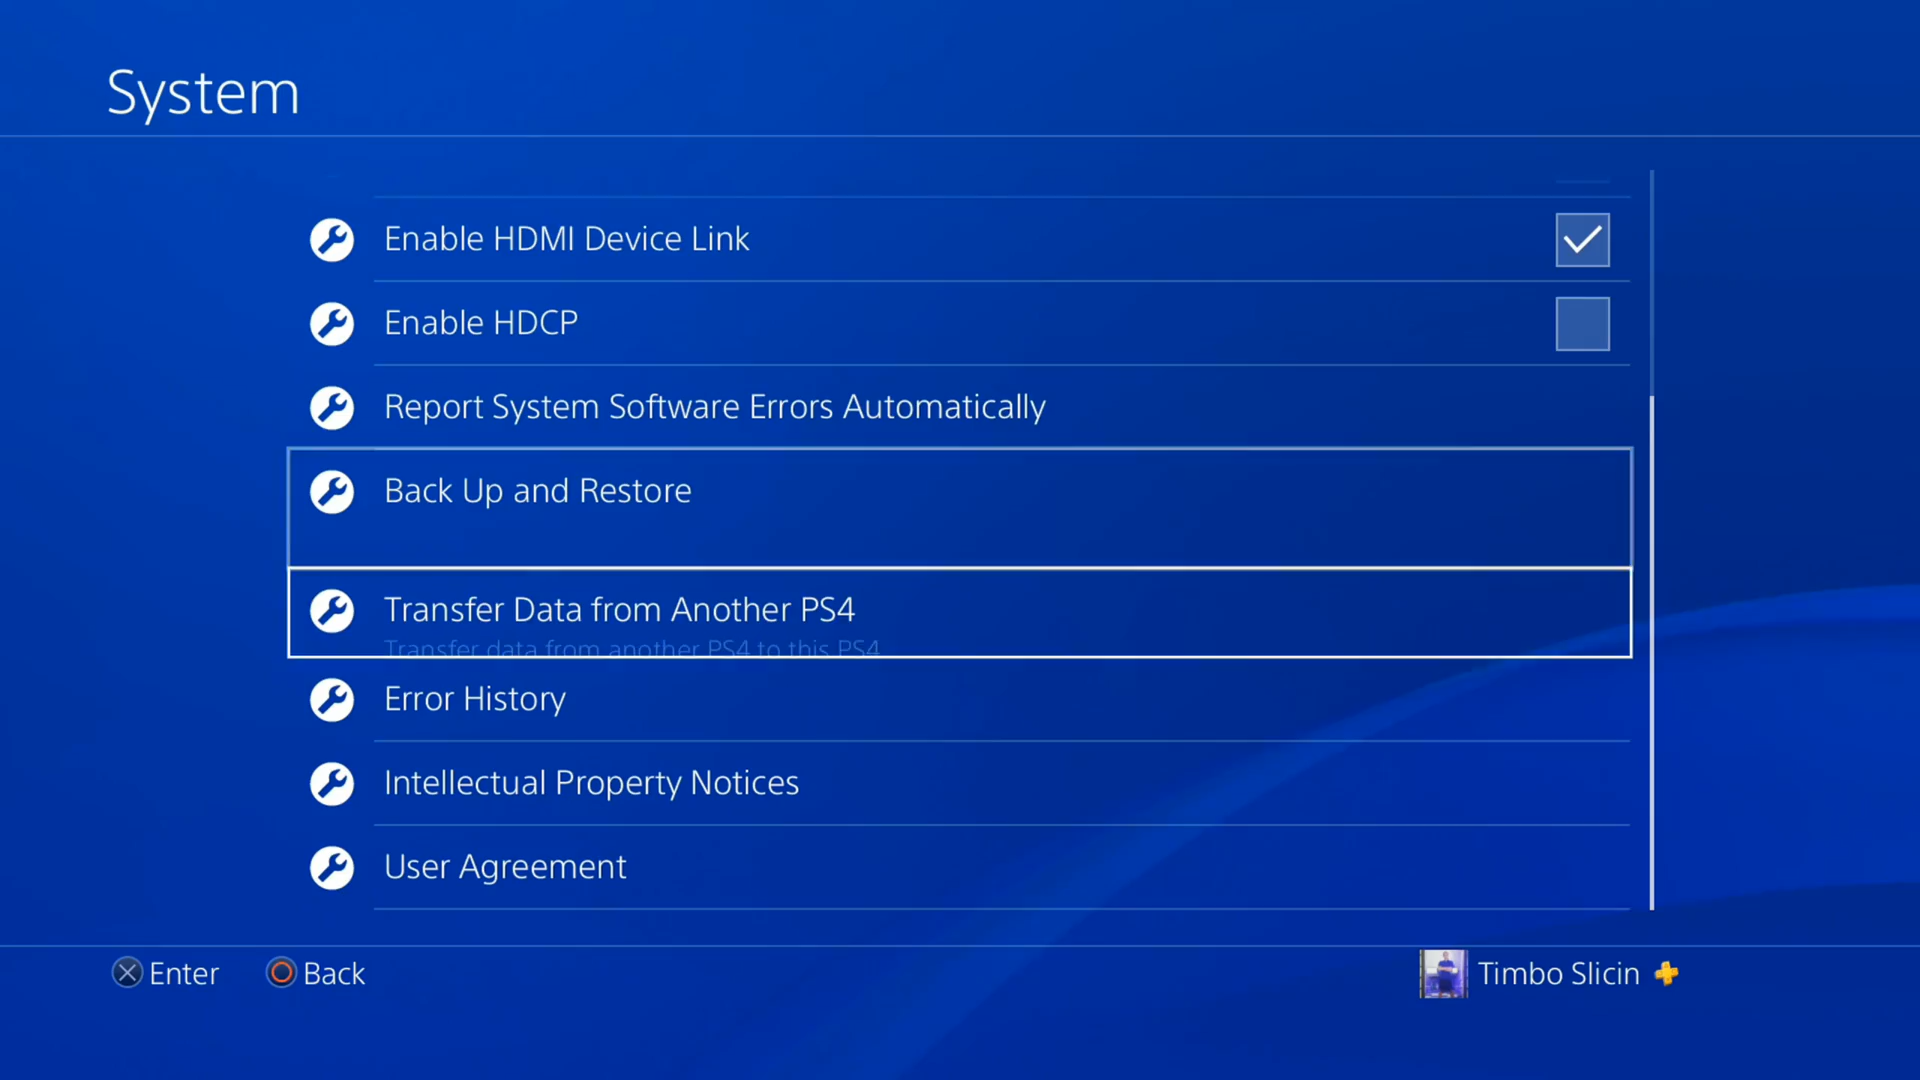 System
Enable HDMI Device Link
Enable HDCP
Report System Software Errors Automatically
Back Up and Restore
Transfer Data from Another PS4
Transfer data from another PS4 to this PS4
Error History
Intellectual Property Notices
User Agreement
Enter Back Timbo Slicin